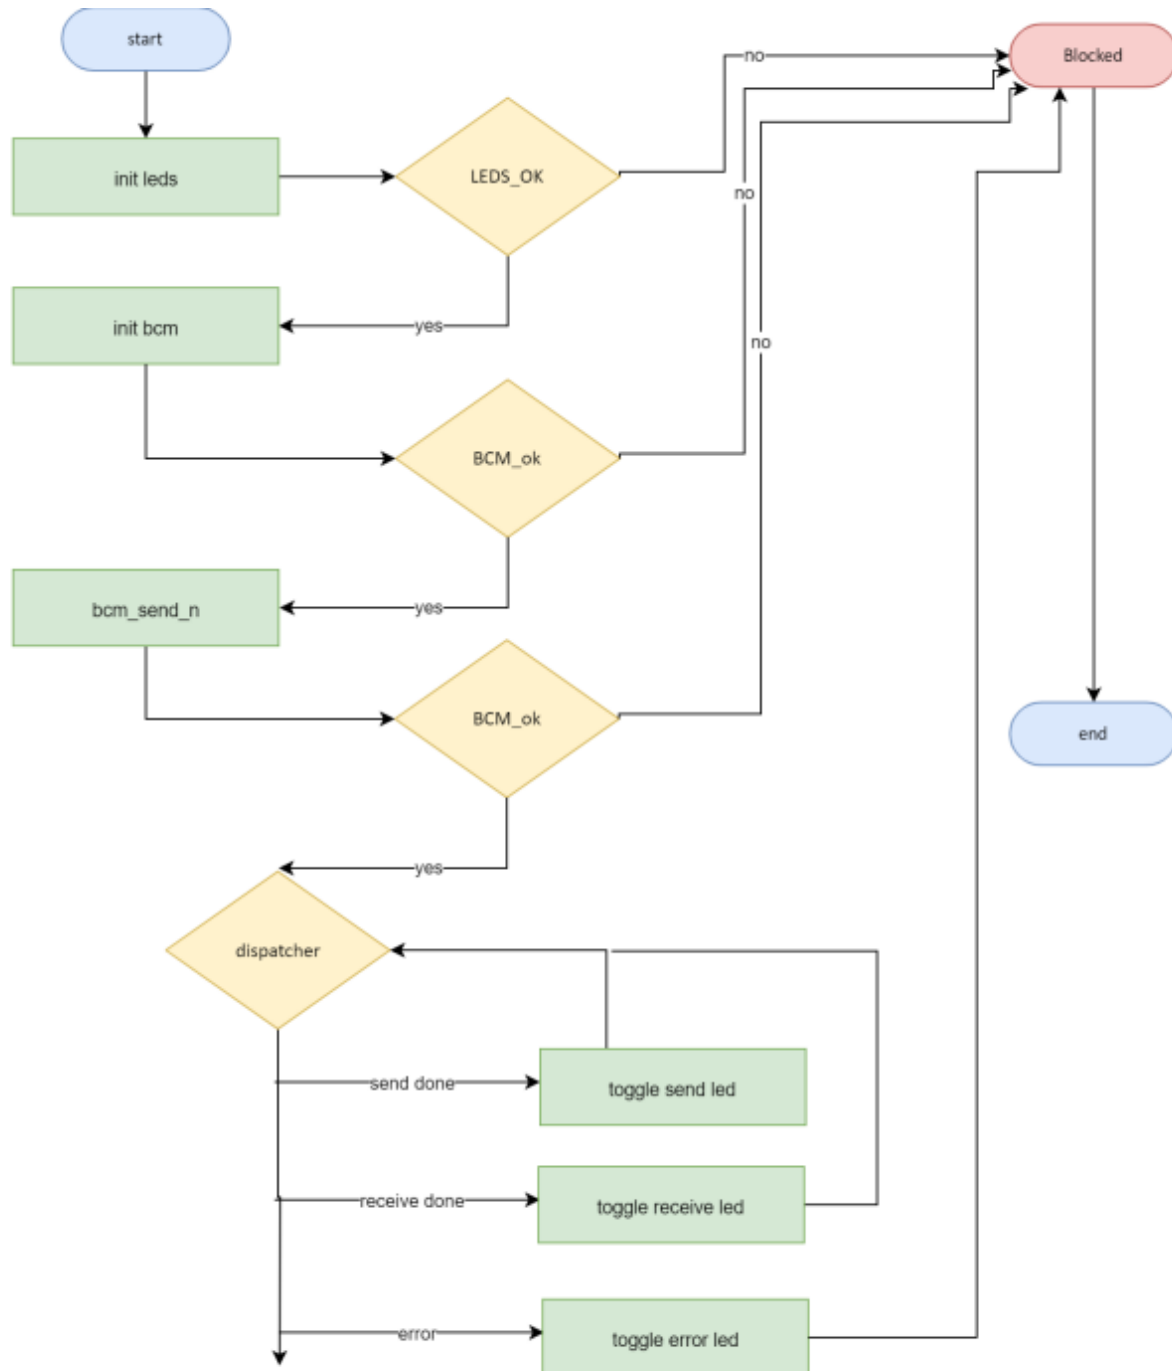 start
Blocked
no
init leds
LEDS_OK
no
init bcm
yes
no
BCM_ok
bcm_send_n
yes
BCM_ok
end
yes
dispatcher
send done
toggle send led
receive done
toggle receive led
error
toggle error led